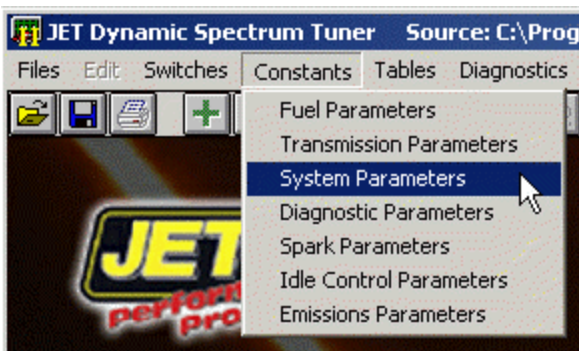 JET Dynamic Spectrum Tuner Source: C:\Prog
Files Edit Switches Constants Tables Diagnostics
Fuel Parameters
Transmission Parameters
System Parameters
Diagnostic Parameters
Spark Parameters
Idle Control Parameters
Emissions Parameters
JET
perform
Pro